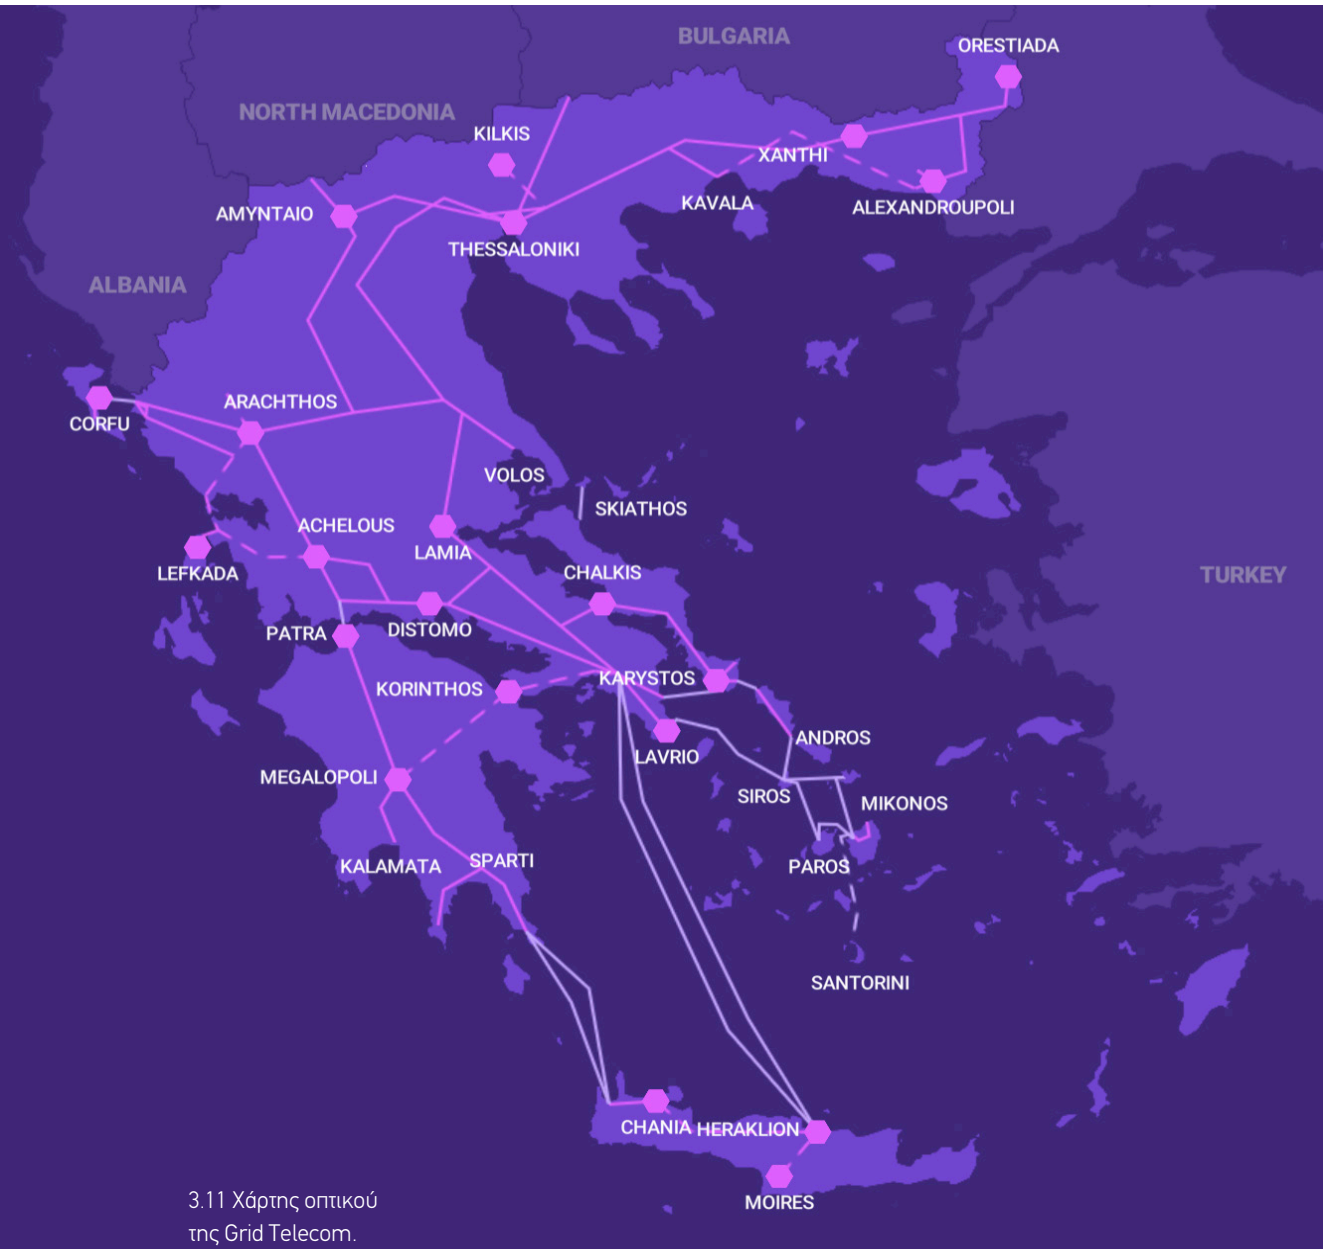 BULGARIA
ORESTIADA
NORTH MACEDONIA
KILKIS
XANTHI
KAVALA
ALEXANDROUPOLI
AMYNTAIO
THESSALONIKI
ALBANIA
ARACHTHOS
CORFU
VOLOS
SKIATHOS
ACHELOUS
LAMIA
CHALKIS
LEFKADA
TURKEY
PATRA
DISTOMO
KARYSTOS
KORINTHOS
ANDROS
LAVRIO
MEGALOPOLI
SIROS
MIKONOS
KALAMATA
SPARTI
PAROS
SANTORINI
CHANIA
HERAKLION
MOIRES
3.11 Χάρτης οπτικού
της Grid Telecom.